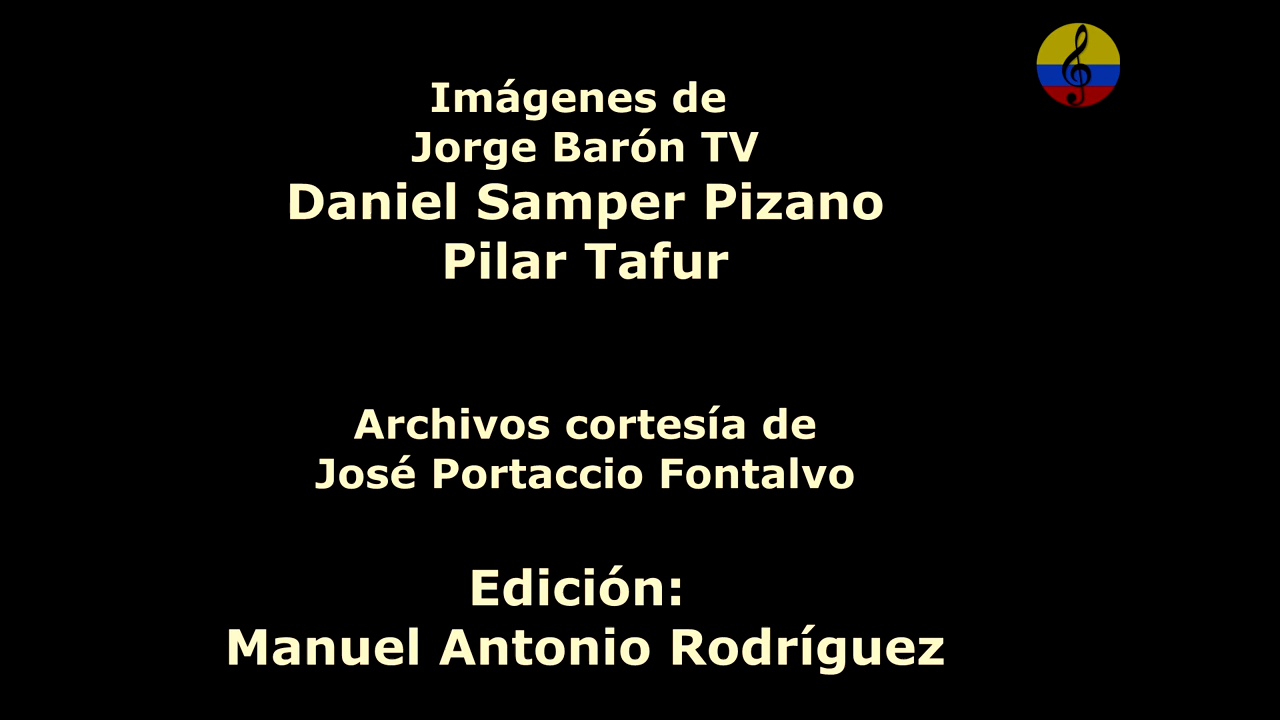 Imágenes de
Jorge Barón TV
Daniel Samper Pizano
Pilar Tafur
Archivos cortesía de
José Portaccio Fontalvo
Edición:
Manuel Antonio Rodríguez